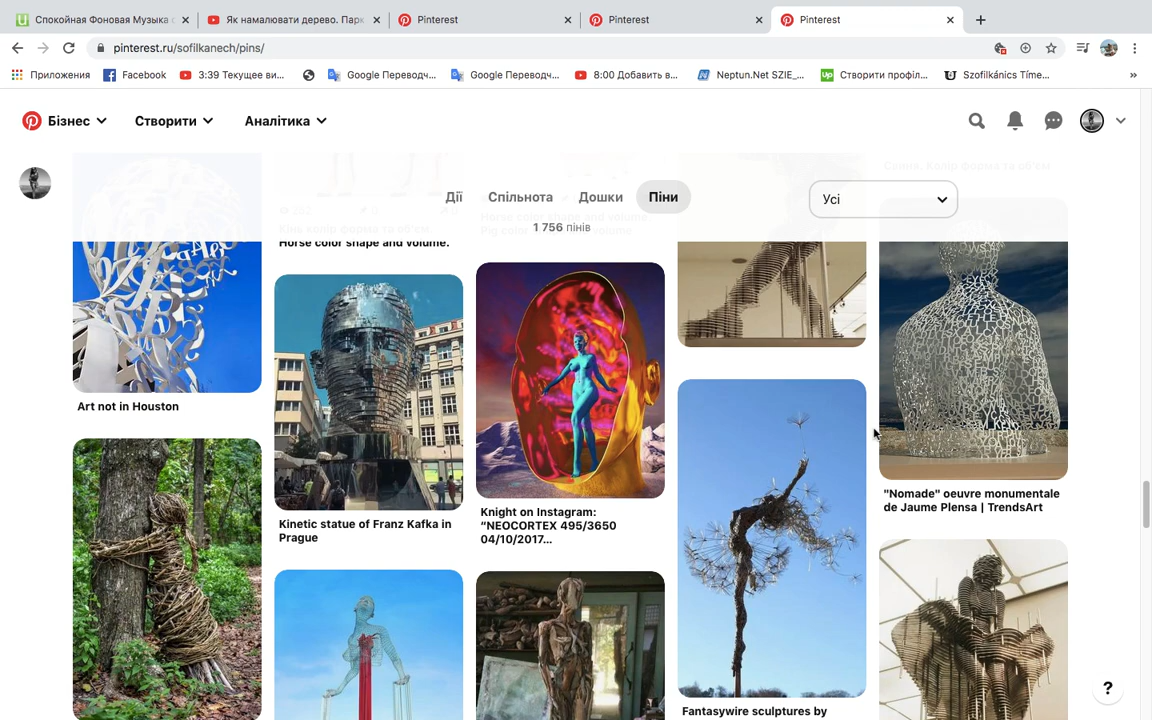 Спокойная Фоновая Музыка
Як намалювати дерево. Парк
Pinterest
Pinterest
Pinterest
pinterest.ru/sofilkanech/pins/
Приложения
Facebook
3:39 Текущее ви...
Google Переводч...
Google Переводч...
8:00 Добавить в...
Neptun.Net SZIE_...
Створити профіл...
Szofilkánics Tíme...
»
Бізнес
Створити
Аналітика
Дії
Спільнота
Дошки
Піни
Усі
1 756 пінів
Horse color shape and volume.
Art not in Houston
Kinetic statue of Franz Kafka in
Prague
Knight on Instagram:
“NEOCORTEX 495/3650
04/10/2017...
"Nomade" oeuvre monumentale
de Jaume Plensa | TrendsArt
Fantasywire sculptures by
?